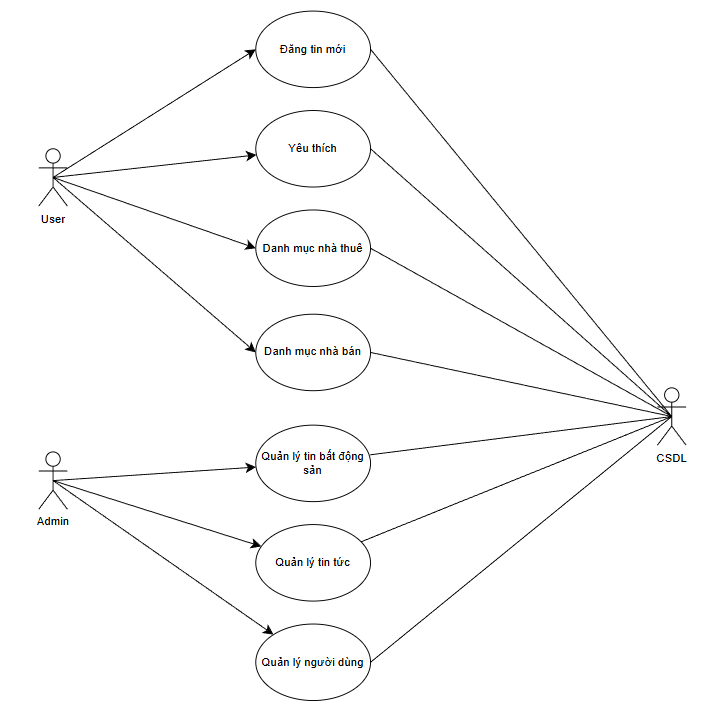 Đăng tin mới
Yêu thích
User
Danh mục nhà thuê
Danh mục nhà bán
CSDL
Quản lý tin bất động
sản
Admin
Quản lý tin tức
Quản lý người dùng